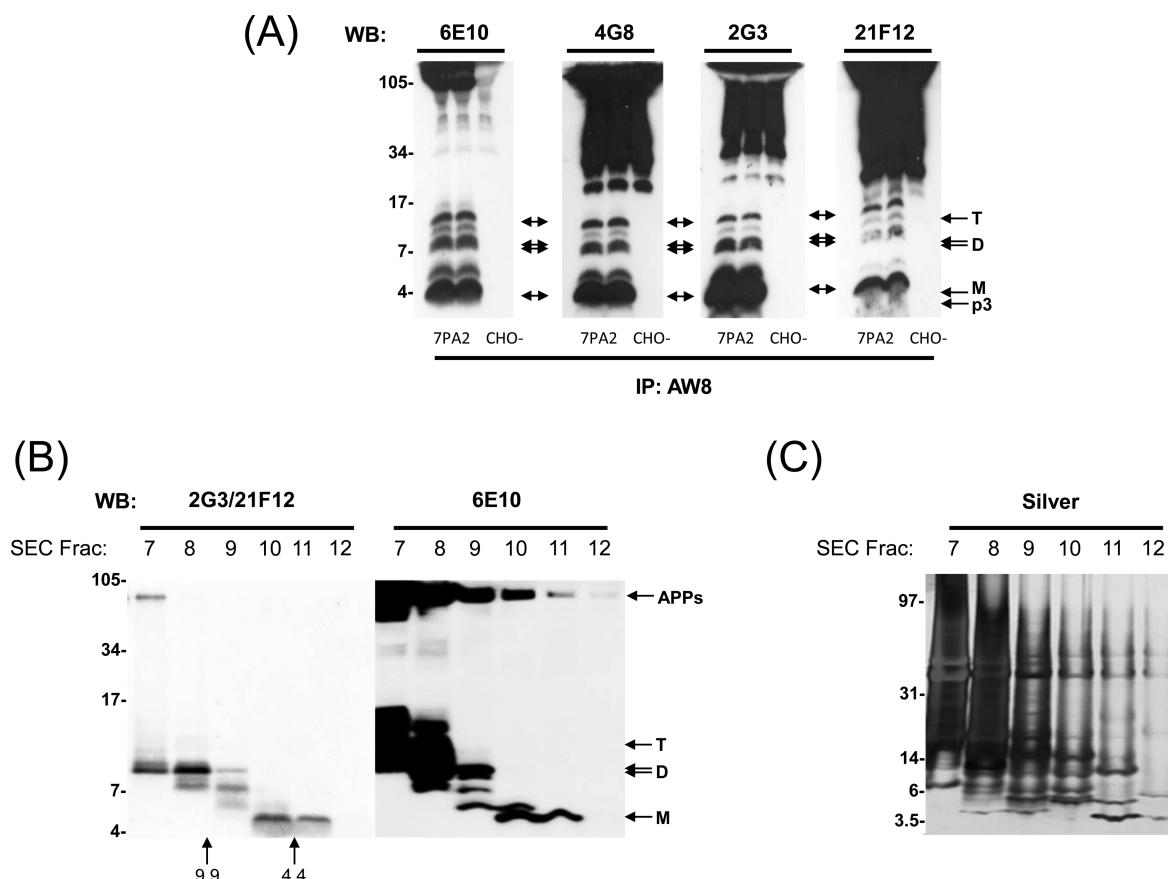 (A)
WB: 6E10 4G8 2G3 21F12
105-
34-
17-
7-
4-
T
D
M
p3
7PA2 CHO- 7PA2 CHO- 7PA2 CHO- 7PA2 CHO-
IP: AW8
(B)
WB: 2G3/21F12 6E10
SEC Frac: 7 8 9 10 11 12 7 8 9 10 11 12
105-
34-
17-
7-
4-
APPs
T
D
M
9.9 4.4
(C)
Silver
SEC Frac: 7 8 9 10 11 12
97-
31-
14-
6-
3.5-